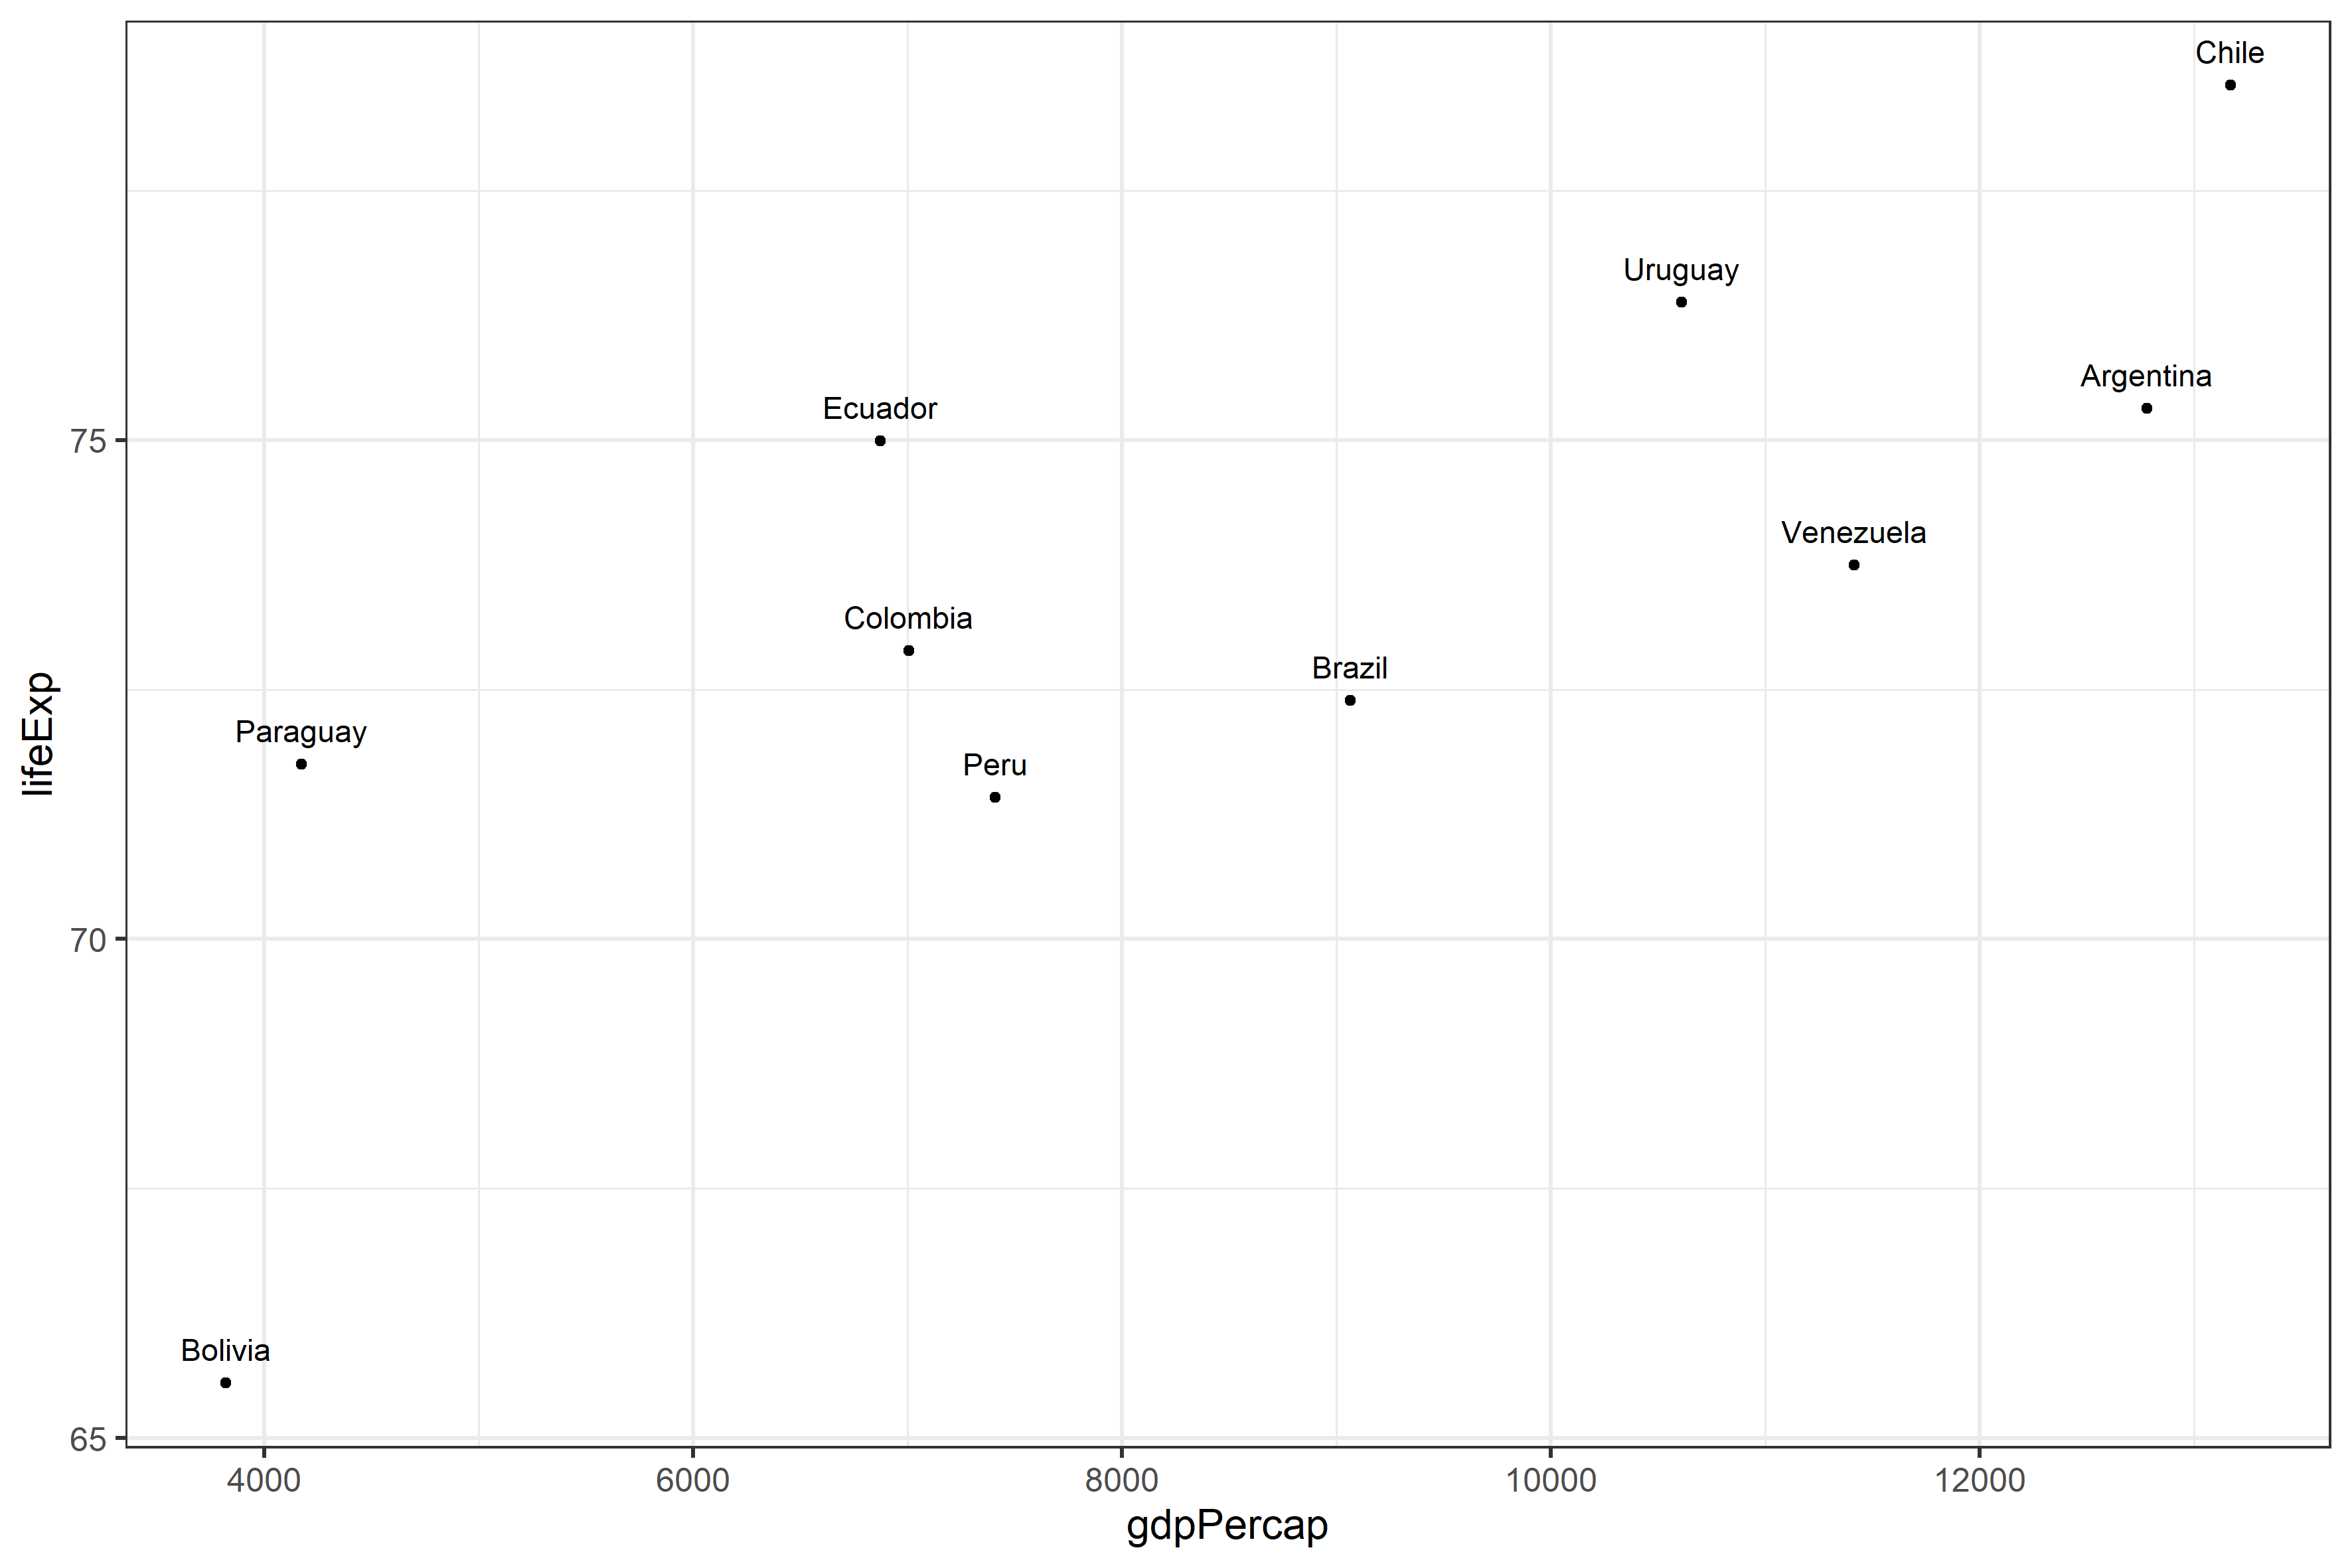 Chile
Uruguay
Argentina
Ecuador
Venezuela
Colombia
Brazil
Paraguay
Peru
Bolivia
75
70
65
lifeExp
4000 6000 8000 10000 12000
gdpPercap